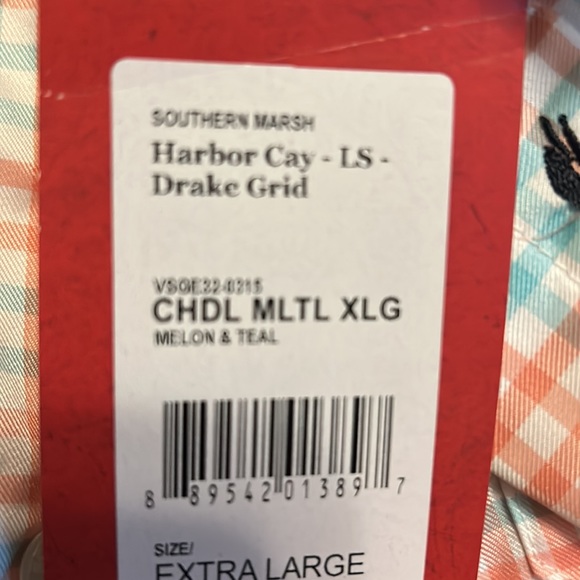 SOUTHERN MARSH
Harbor Cay - LS -
Drake Grid
CHDL MLTL XLG
MELON & TEAL
8 89542 01389 7
SIZE/
EXTRA LARGE